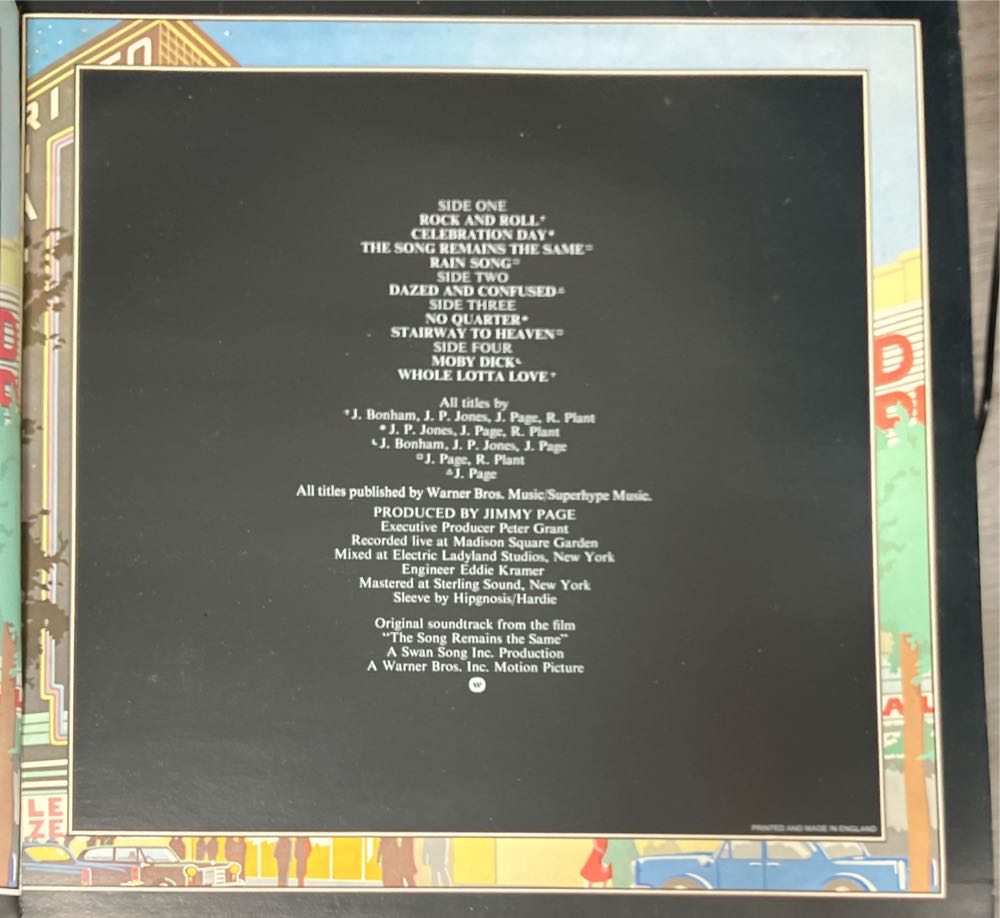 SIDE ONE
ROCK AND ROLL+
CELEBRATION DAY*
THE SONG REMAINS THE SAME=
RAIN SONG=
SIDE TWO
DAZED AND CONFUSED△
SIDE THREE
NO QUARTER*
STAIRWAY TO HEAVEN=
SIDE FOUR
MOBY DICK
WHOLE LOTTA LOVE+
All titles by
+J. Bonham, J. P. Jones, J. Page, R. Plant
*J. P. Jones, J. Page, R. Plant
J. Bonham, J. P. Jones, J. Page
□J. Page, R. Plant
△J. Page
All titles published by Warner Bros. Music/Superhype Music.
PRODUCED BY JIMMY PAGE
Executive Producer Peter Grant
Recorded live at Madison Square Garden
Mixed at Electric Ladyland Studios, New York
Engineer Eddie Kramer
Mastered at Sterling Sound, New York
Sleeve by Hipgnosis/Hardie
Original soundtrack from the film
"The Song Remains the Same"
A Swan Song Inc. Production
A Warner Bros. Inc. Motion Picture
W
PRINTED AND MADE IN ENGLAND
LE
ZE